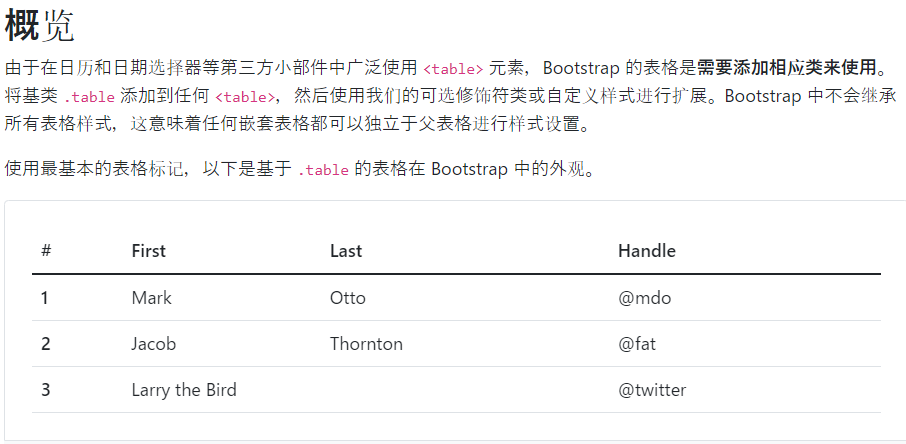 概览
由于在日历和日期选择器等第三方小部件中广泛使用 <table> 元素，Bootstrap 的表格是需要添加相应类来使用。
将基类 .table 添加到任何 <table>，然后使用我们的可选修饰符类或自定义样式进行扩展。Bootstrap 中不会继承
所有表格样式，这意味着任何嵌套表格都可以独立于父表格进行样式设置。
使用最基本的表格标记，以下是基于 .table 的表格在 Bootstrap 中的外观。
# First Last Handle
1 Mark Otto @mdo
2 Jacob Thornton @fat
3 Larry the Bird @twitter